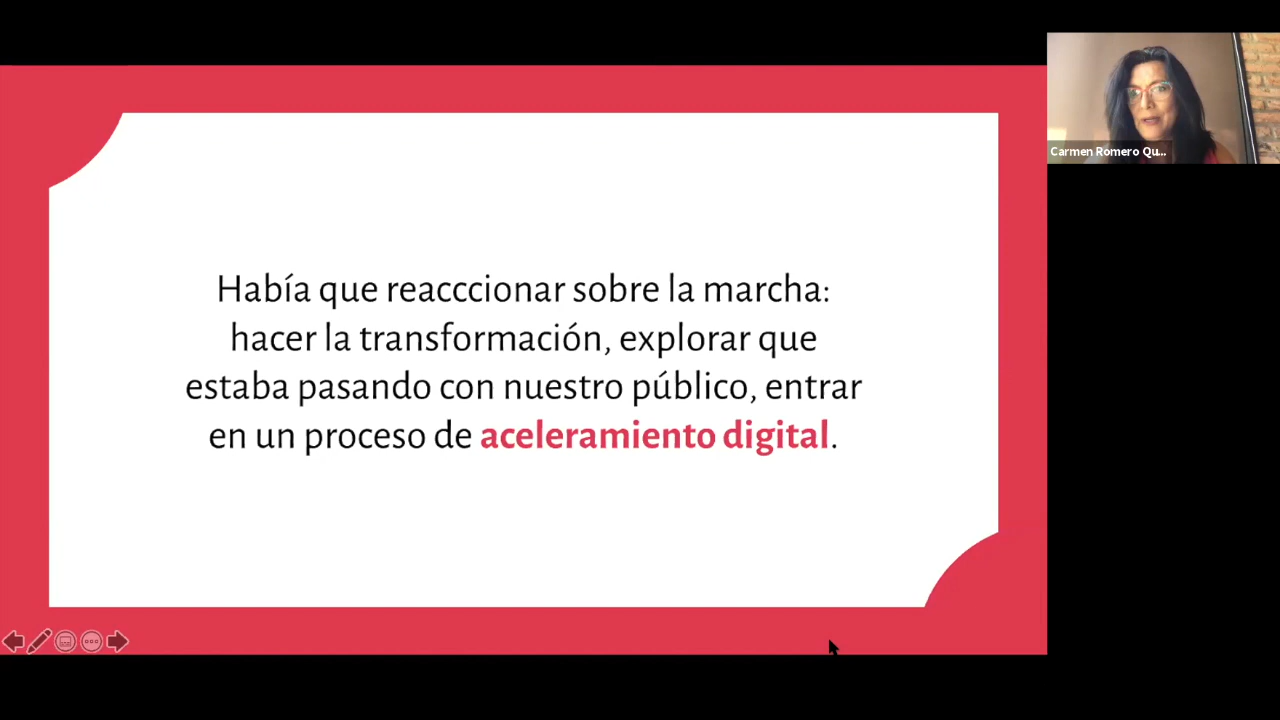 Había que reacccionar sobre la marcha:
hacer la transformación, explorar que
estaba pasando con nuestro público, entrar
en un proceso de aceleramiento digital.
Carmen Romero Qu...